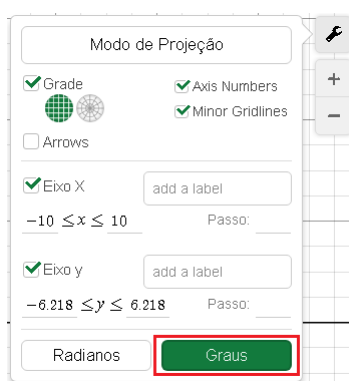 Modo de Projeção
Grade
Axis Numbers
Minor Gridlines
Arrows
Eixo X
add a label
−10 ≤ x ≤ 10 Passo:
Eixo y
add a label
−6.218 ≤ y ≤ 6.218 Passo:
Radianos Graus
+
−